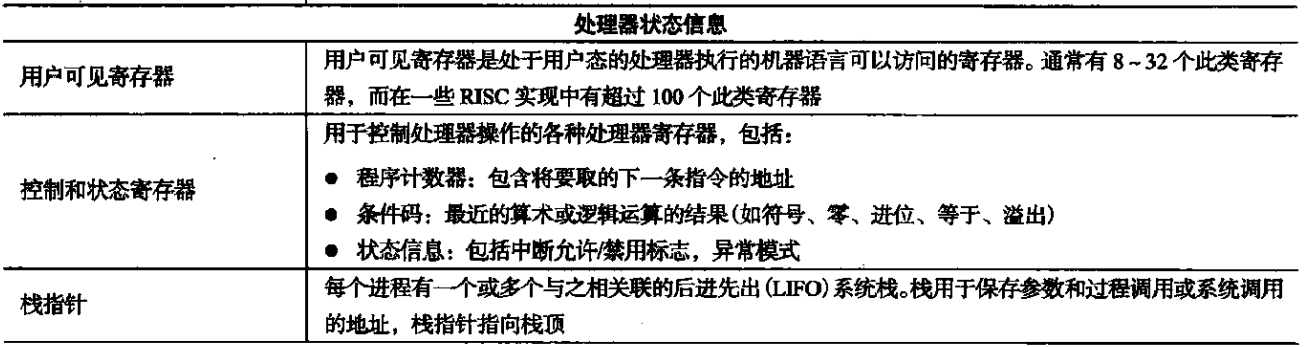 处理器状态信息
用户可见寄存器
用户可见寄存器是处于用户态的处理器执行的机器语言可以访问的寄存器。通常有 8~32 个此类寄存
器，而在一些 RISC 实现中有超过 100 个此类寄存器
控制和状态寄存器
用于控制处理器操作的各种处理器寄存器，包括：
● 程序计数器：包含将要取的下一条指令的地址
● 条件码：最近的算术或逻辑运算的结果(如符号、零、进位、等于、溢出)
● 状态信息：包括中断允许/禁用标志，异常模式
栈指针
每个进程有一个或多个与之相关联的后进先出(LIFO)系统栈。栈用于保存参数和过程调用或系统调用
的地址，栈指针指向栈顶